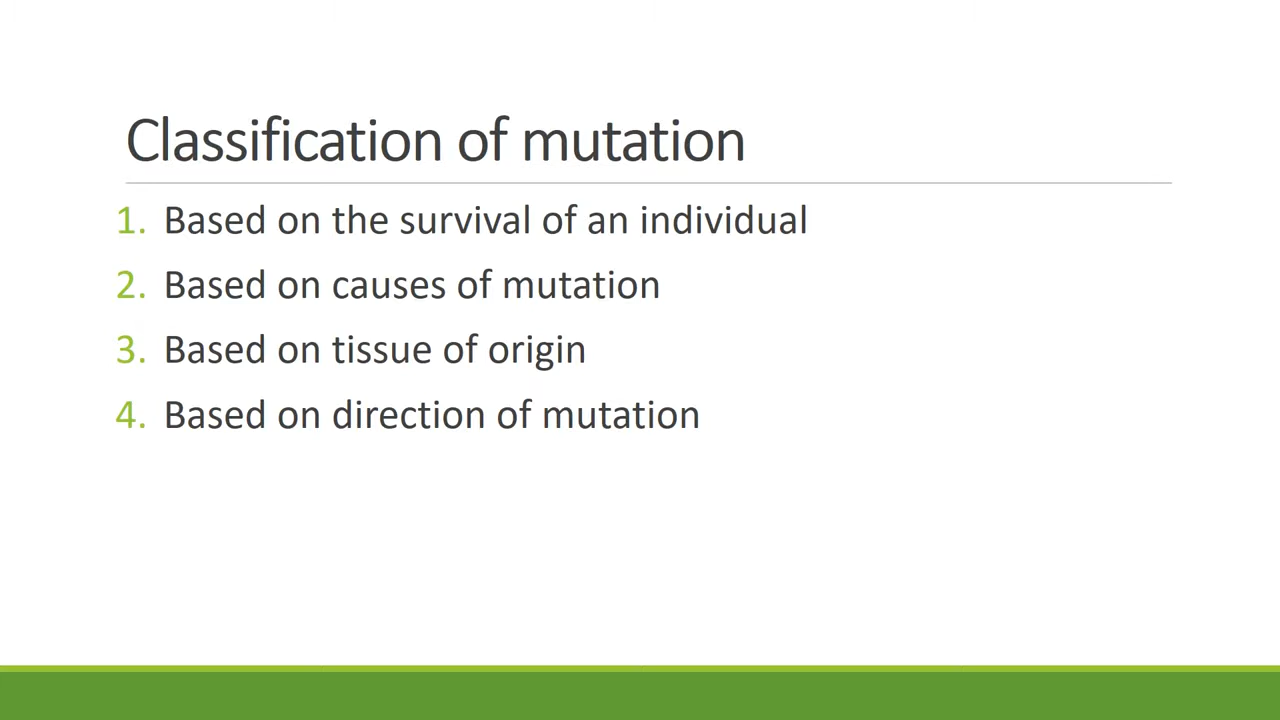 Classification of mutation
1. Based on the survival of an individual
2. Based on causes of mutation
3. Based on tissue of origin
4. Based on direction of mutation